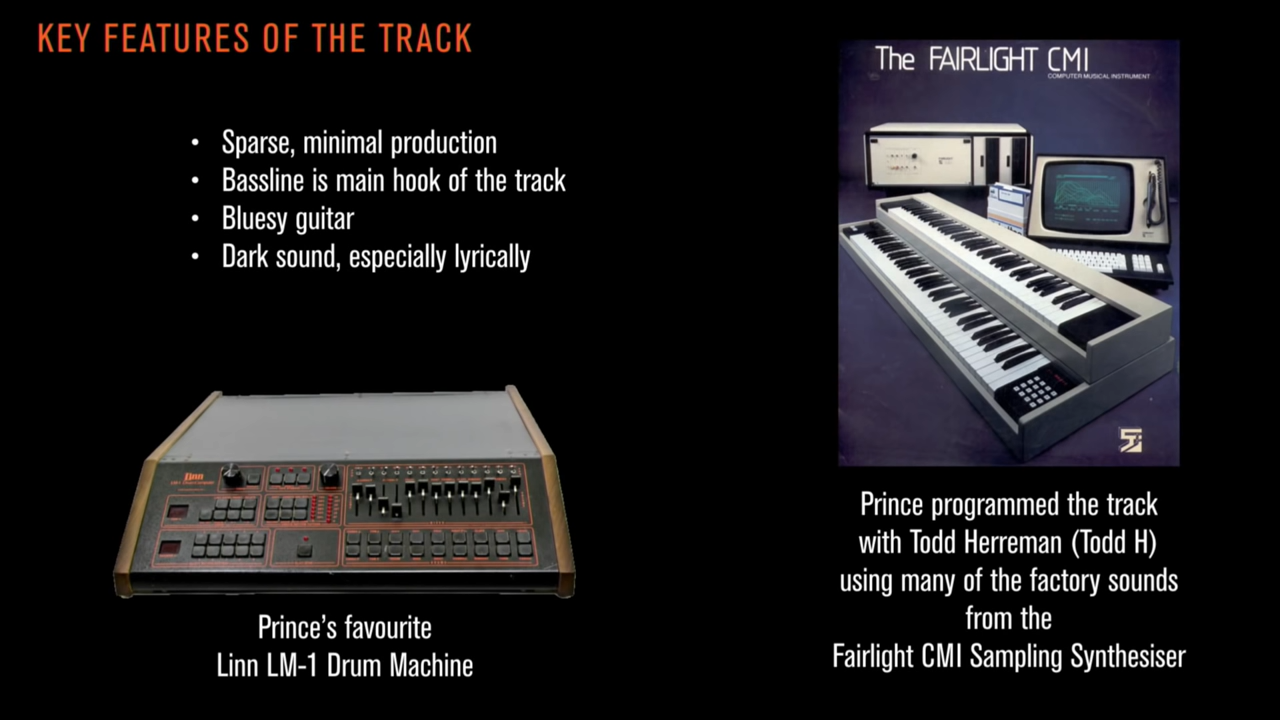 KEY FEATURES OF THE TRACK
• Sparse, minimal production
• Bassline is main hook of the track
• Bluesy guitar
• Dark sound, especially lyrically
The FAIRLIGHT CMI
COMPUTER MUSICAL INSTRUMENT
linn
Prince's favourite
Linn LM-1 Drum Machine
Prince programmed the track
with Todd Herreman (Todd H)
using many of the factory sounds
from the
Fairlight CMI Sampling Synthesiser